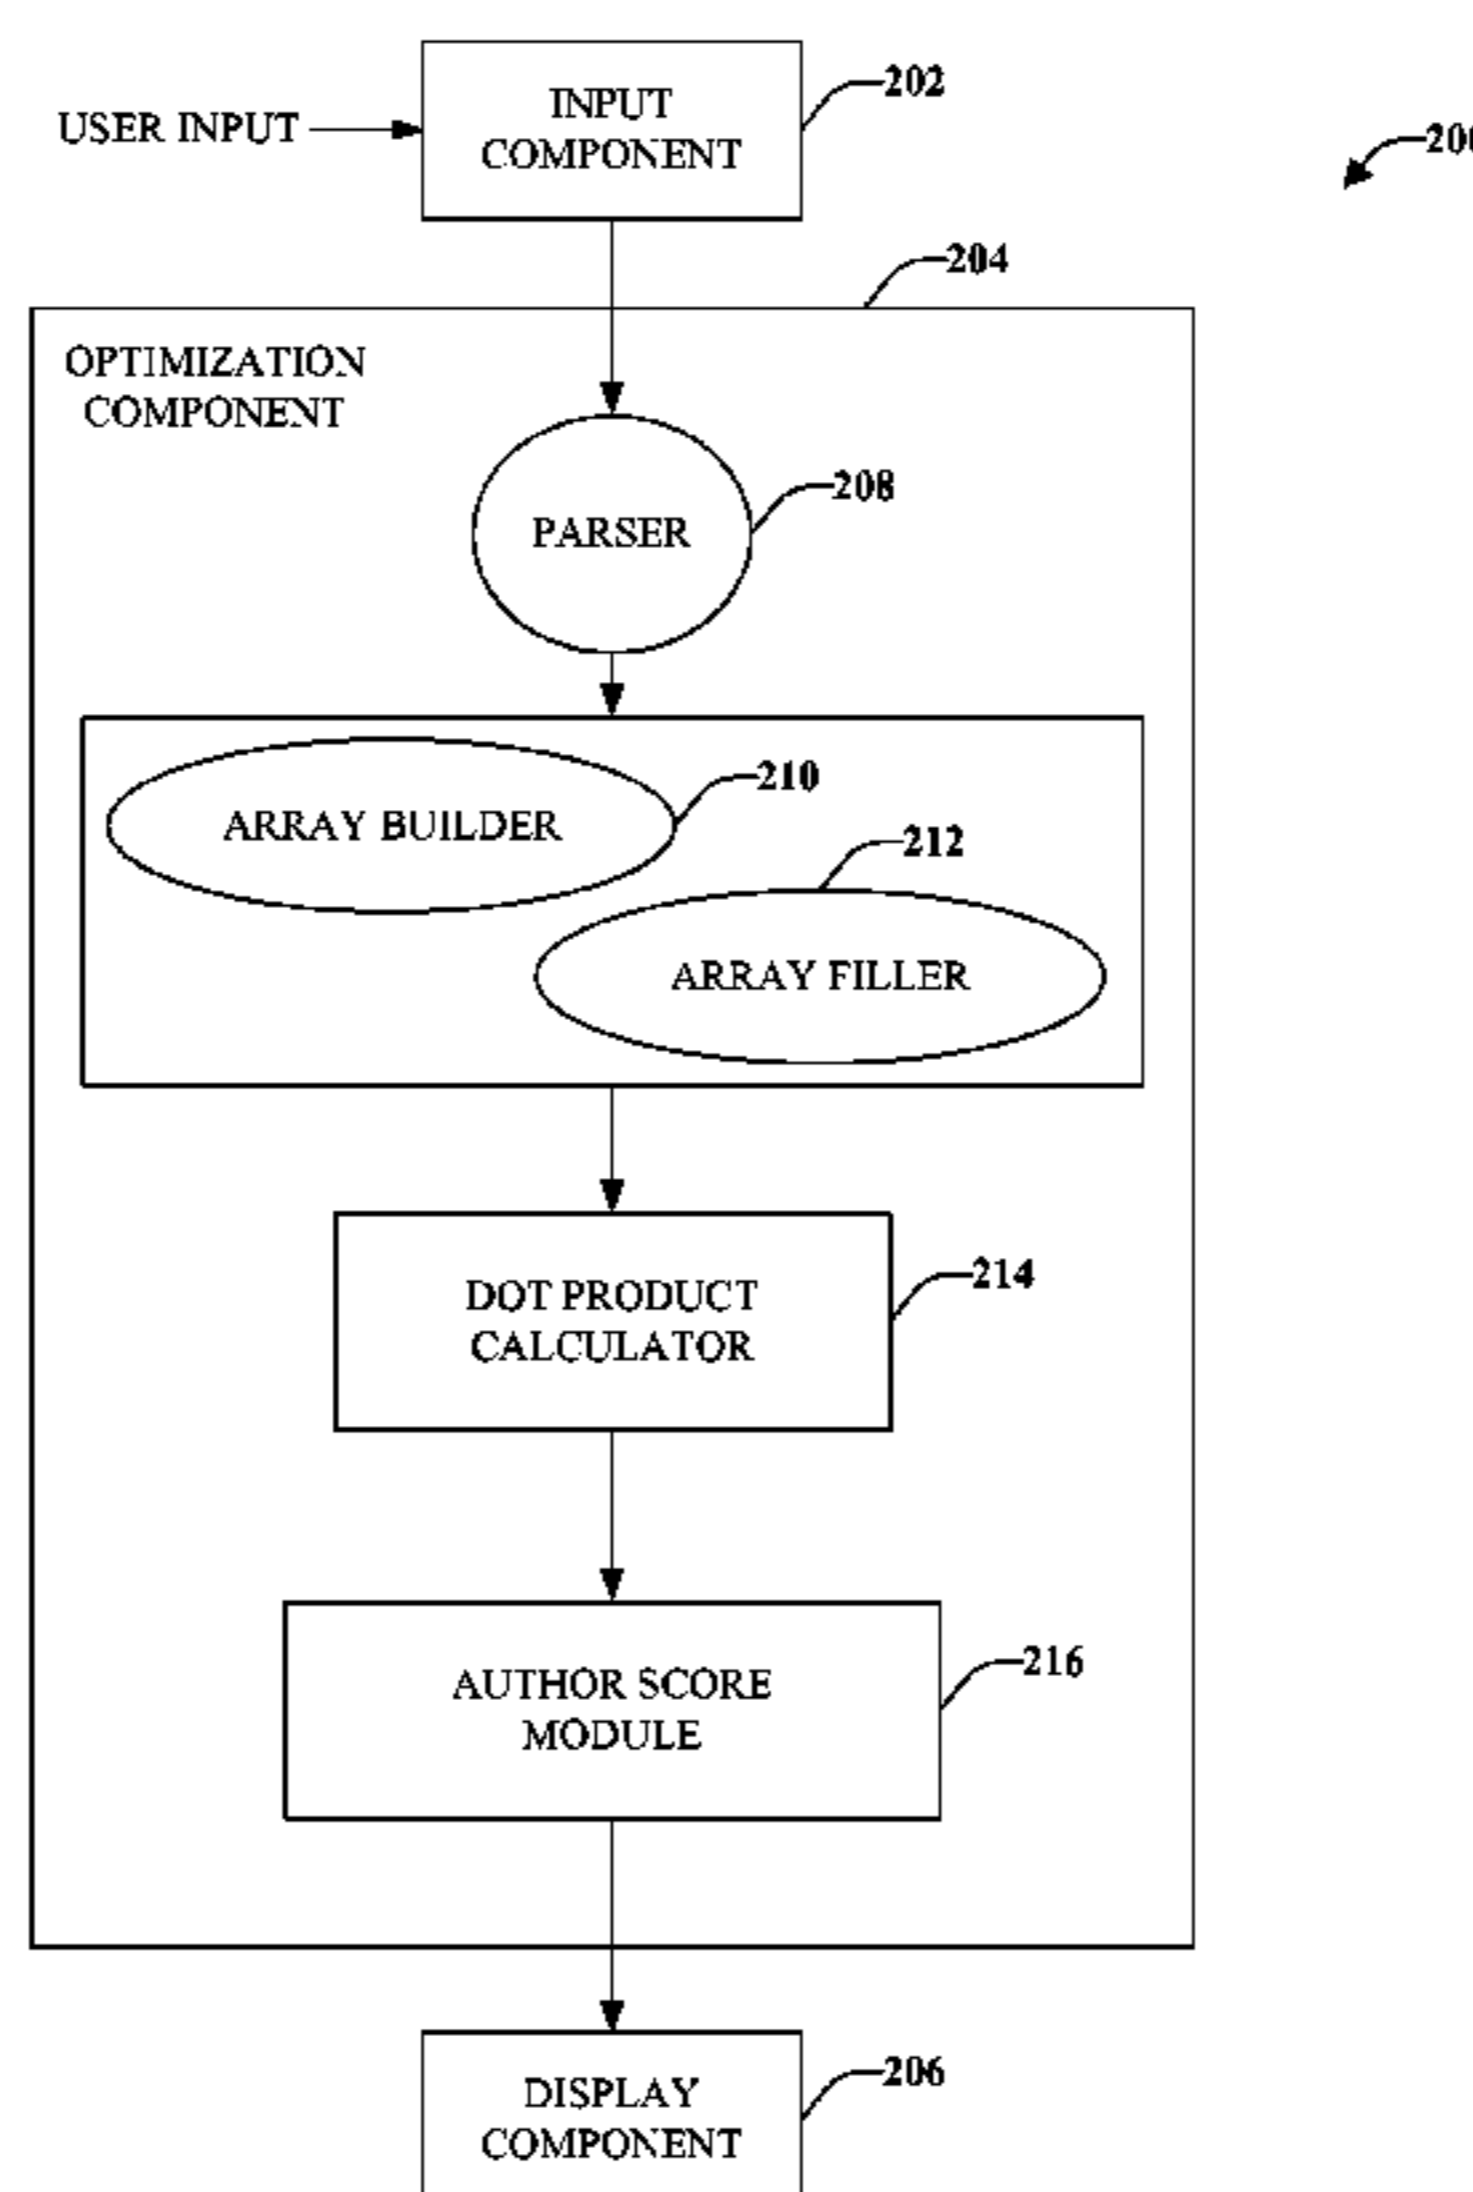 202
INPUT
USER INPUT
COMPONENT
204
OPTIMIZATION
COMPONENT
208
PARSER
210
ARRAY BUILDER
212
ARRAY FILLER
214
DOT PRODUCT
CALCULATOR
216
AUTHOR SCORE
MODULE
206
DISPLAY
COMPONENT